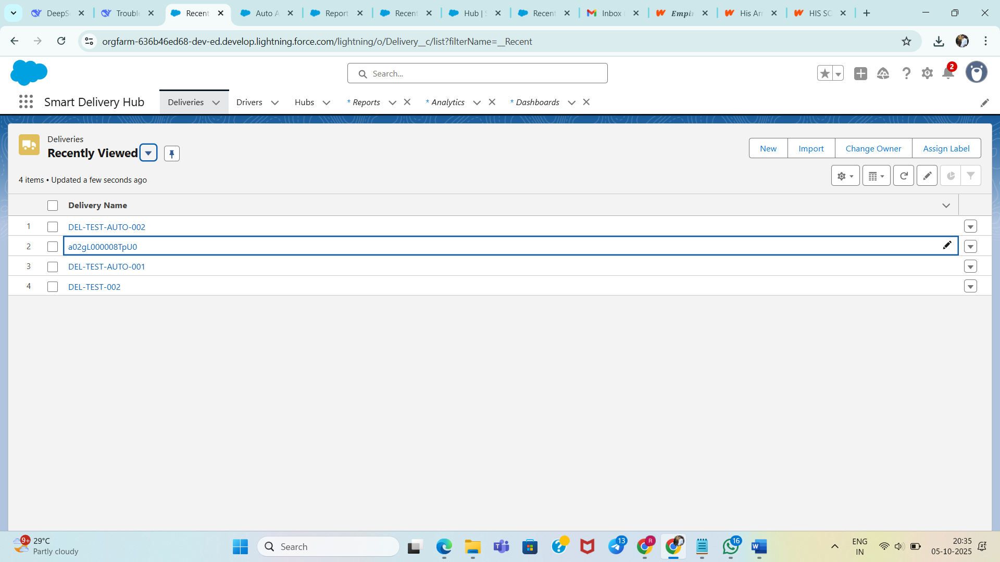 DeepS
Trouble
Recent
Auto A
Report
Recent
Hub | S
Recent
Inbox
Empir
His Arr
HIS SC
orgfarm-636b46ed68-dev-ed.develop.lightning.force.com/lightning/o/Delivery__c/list?filterName=__Recent
Search...
2
Smart Delivery Hub
Deliveries
Drivers
Hubs
* Reports
* Analytics
* Dashboards
Deliveries
Recently Viewed
New
Import
Change Owner
Assign Label
4 items • Updated a few seconds ago
Delivery Name
1 DEL-TEST-AUTO-002
2 a02gL000008TpU0
3 DEL-TEST-AUTO-001
4 DEL-TEST-002
9+
29°C
Partly cloudy
Search
13
R
16
ENG
IN
20:35
05-10-2025